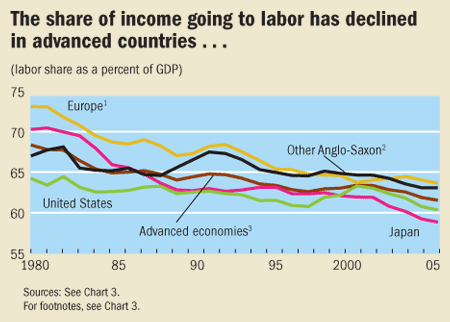 The share of income going to labor has declined
in advanced countries . . .
(labor share as a percent of GDP)
75
Europe¹
70
Other Anglo-Saxon²
65
United States
60
Advanced economies³
Japan
55
1980 85 90 95 2000 05
Sources: See Chart 3.
For footnotes, see Chart 3.